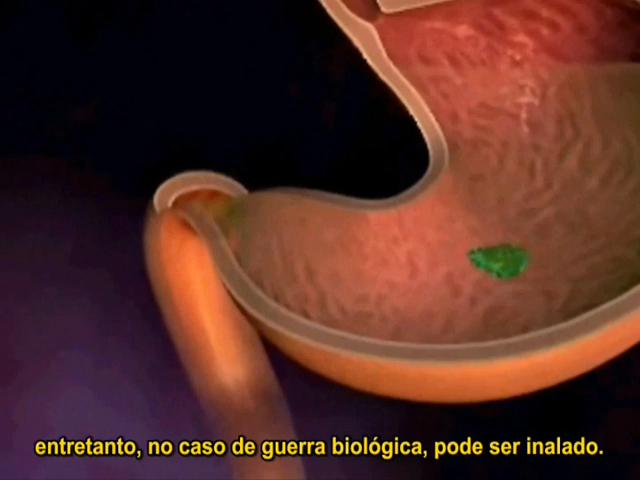 entretanto, no caso de guerra biológica, pode ser inalado.